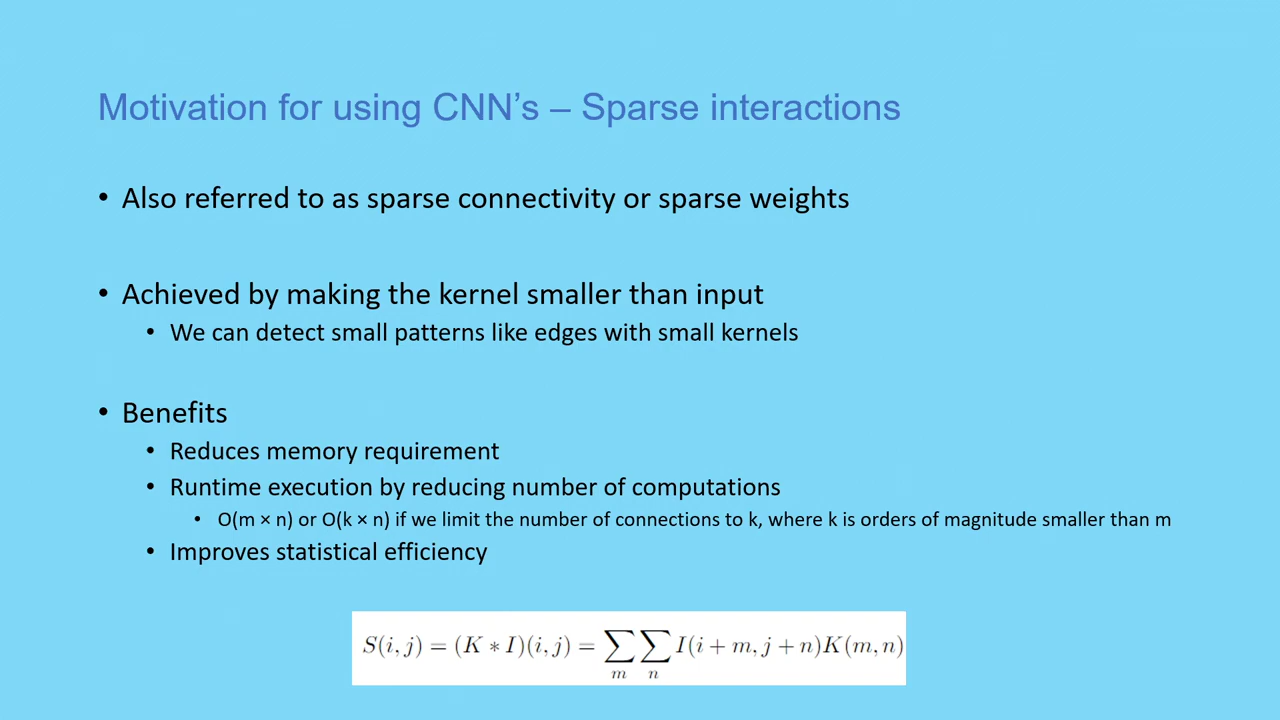 Motivation for using CNN’s – Sparse interactions
• Also referred to as sparse connectivity or sparse weights
• Achieved by making the kernel smaller than input
• We can detect small patterns like edges with small kernels
• Benefits
• Reduces memory requirement
• Runtime execution by reducing number of computations
• O(m × n) or O(k × n) if we limit the number of connections to k, where k is orders of magnitude smaller than m
• Improves statistical efficiency
S(i, j) = (K ∗ I)(i, j) = ∑_m ∑_n I(i + m, j + n)K(m, n)